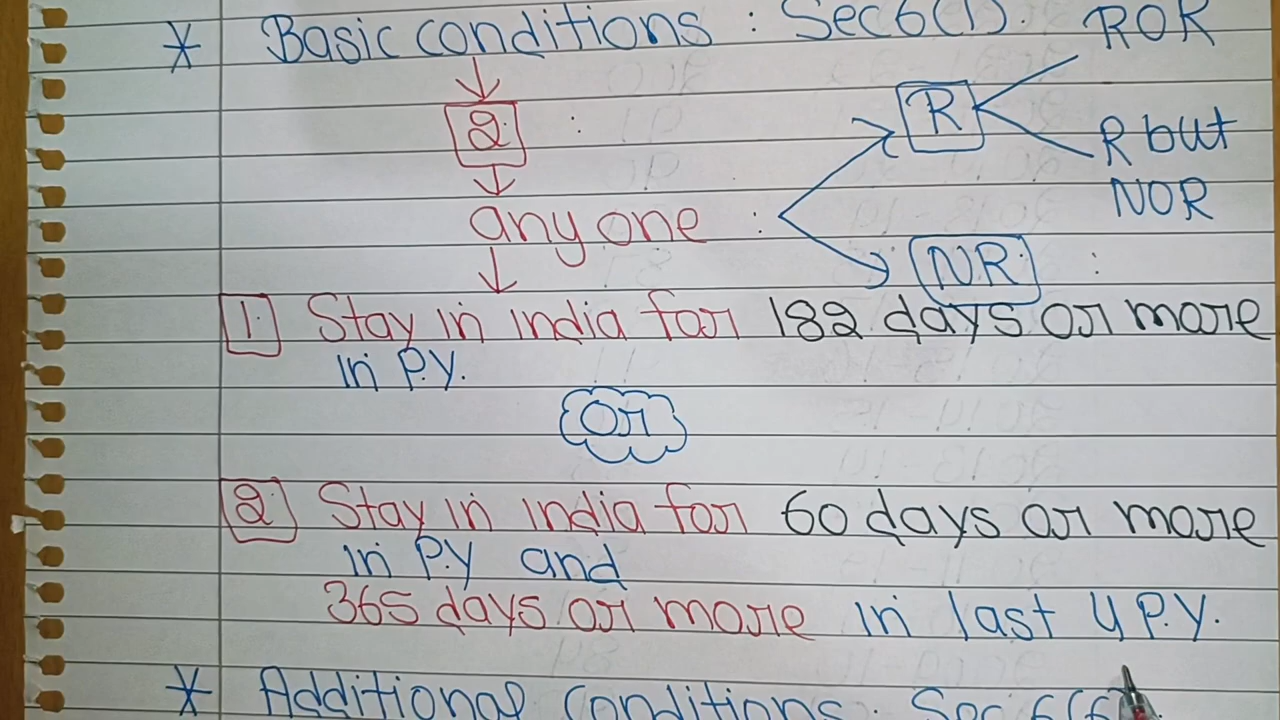 * Basic conditions : Sec 6(1). ROR
2 : R
R but
NOR
any one : NR :
1. Stay in india for 182 days or more
in P.Y.
Or
2. Stay in india for 60 days or more
in P.Y and
365 days or more in last 4 P.Y.
* Additional conditions. Sec 6(6)